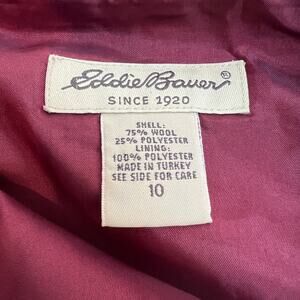 Eddie Bauer®
SINCE 1920
SHELL:
75% WOOL
25% POLYESTER
LINING:
100% POLYESTER
MADE IN TURKEY
SEE SIDE FOR CARE
10